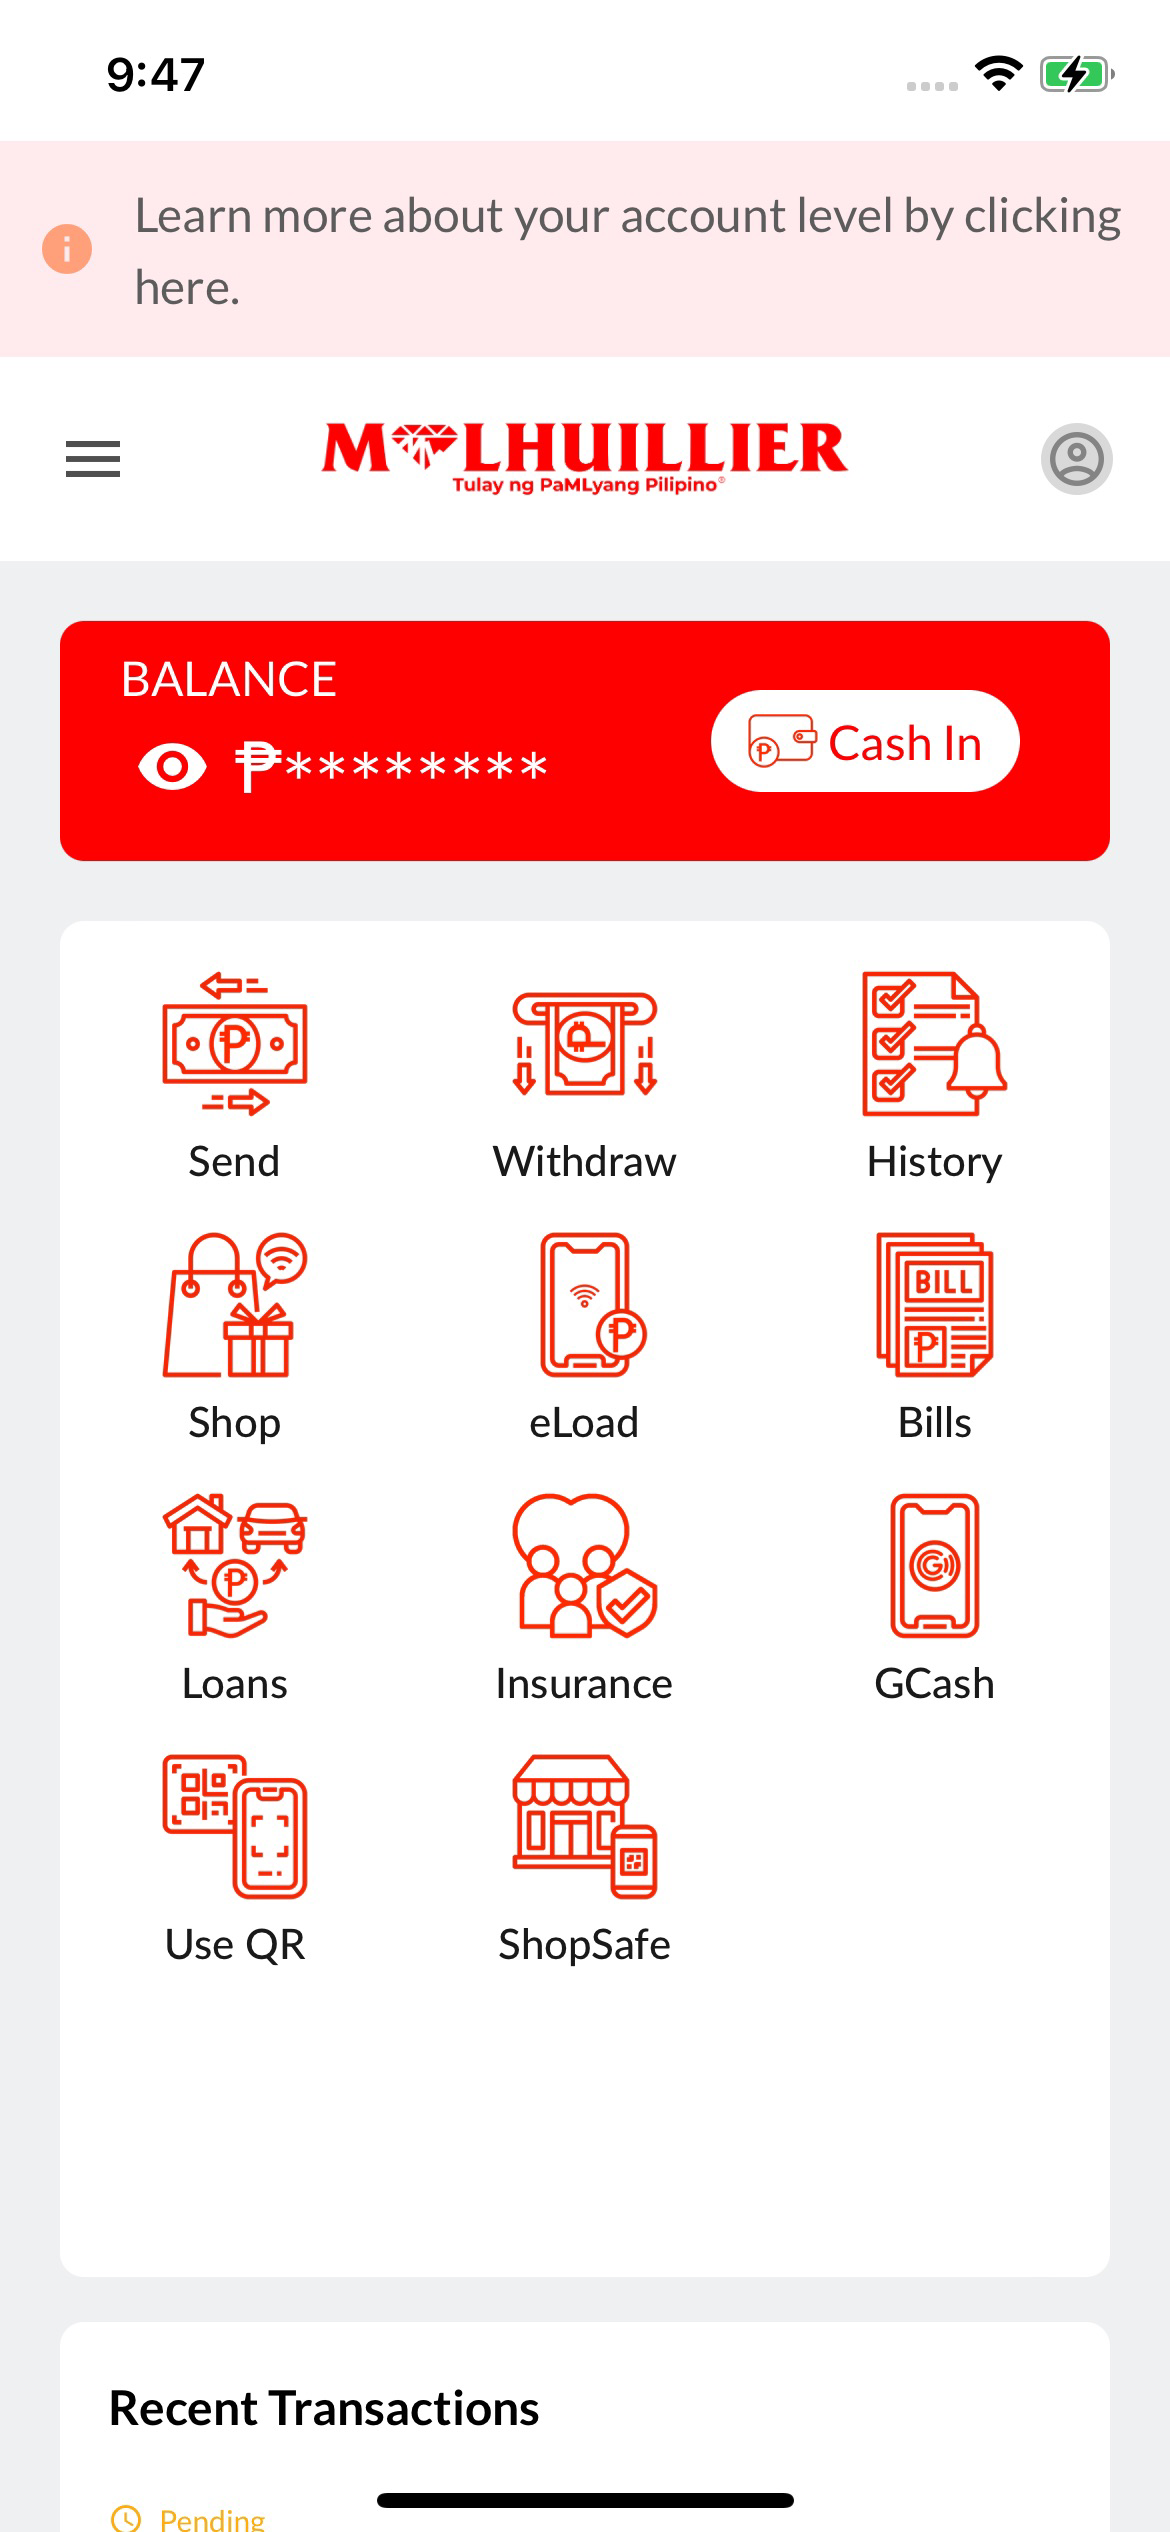 9:47
Learn more about your account level by clicking
here.
M LHUILLIER
Tulay ng PaMLyang Pilipino®
BALANCE
₱********
Cash In
Send
Withdraw
History
BILL
Shop
eLoad
Bills
Loans
Insurance
GCash
Use QR
ShopSafe
Recent Transactions
Pending